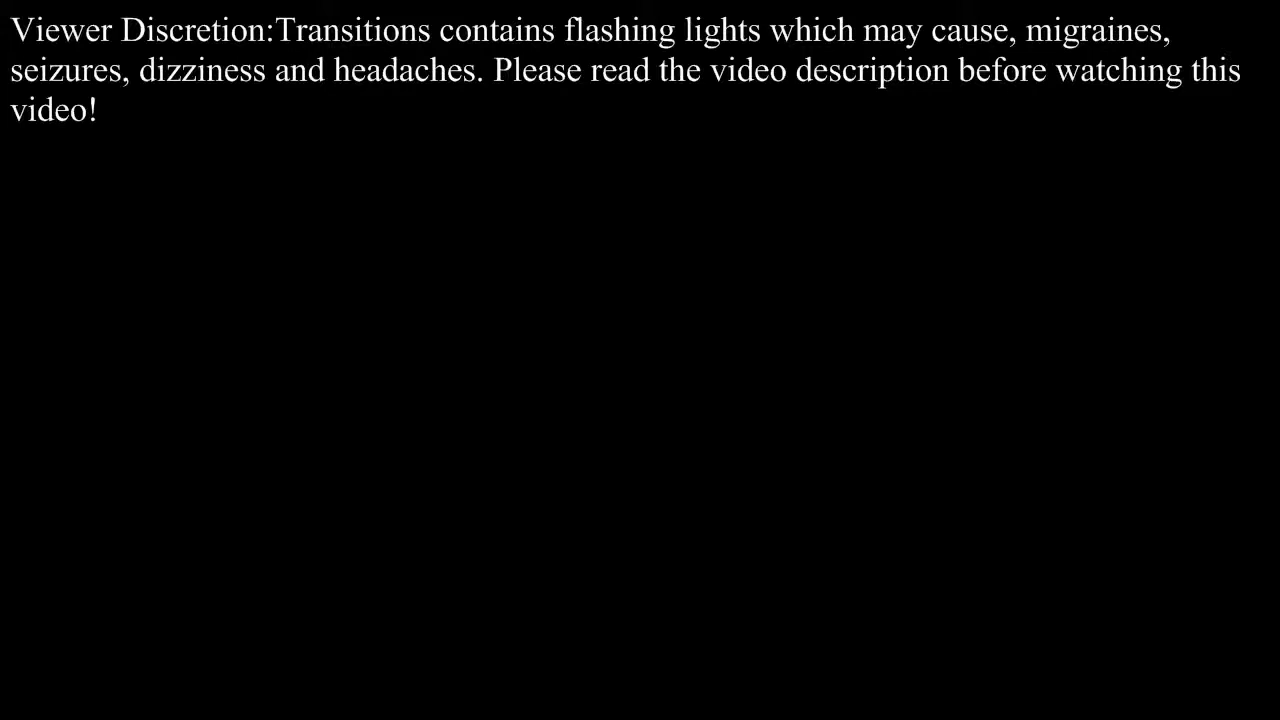 Viewer Discretion:Transitions contains flashing lights which may cause, migraines,
seizures, dizziness and headaches. Please read the video description before watching this
video!